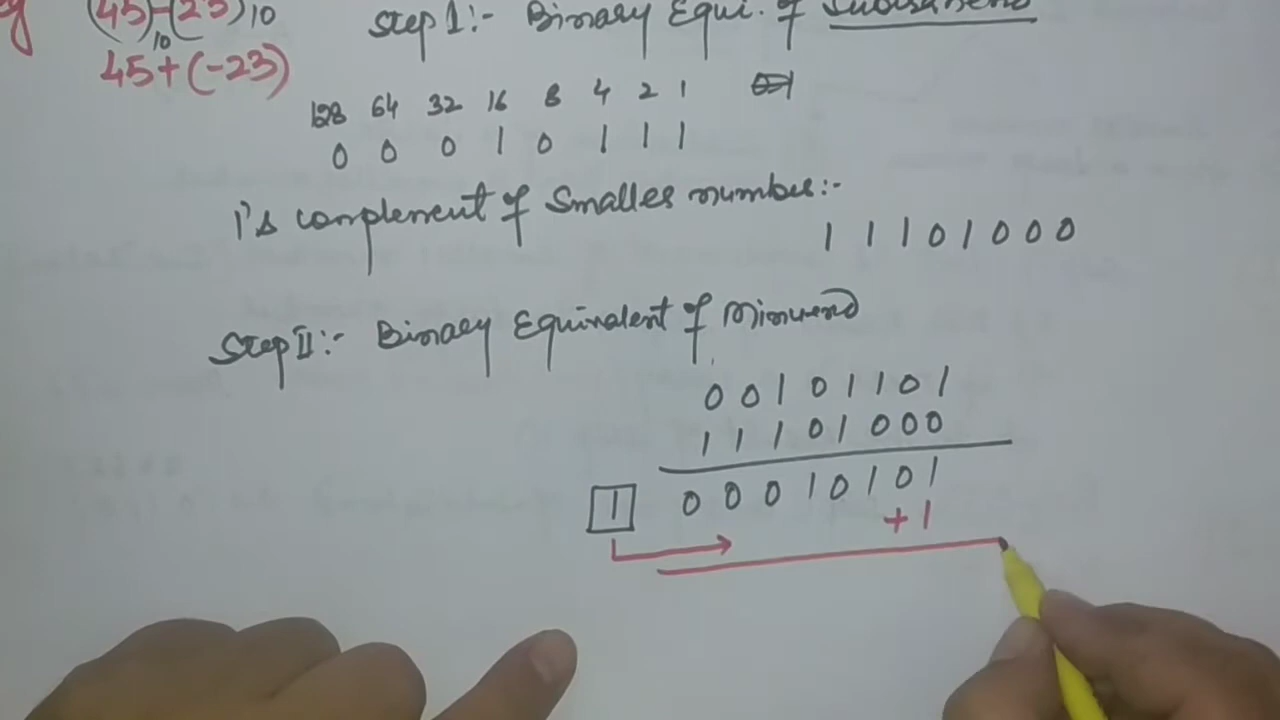 (45)10-(23)10
Step I:- Binary Equi. of Subtrahend
45+(-23)
128 64 32 16 8 4 2 1
0 0 0 1 0 1 1 1
1's complement of Smaller number:-
1 1 1 0 1 0 0 0
Step II:- Binary Equivalent of Minuend
0 0 1 0 1 1 0 1
1 1 1 0 1 0 0 0
1 0 0 0 1 0 1 0 1
+1